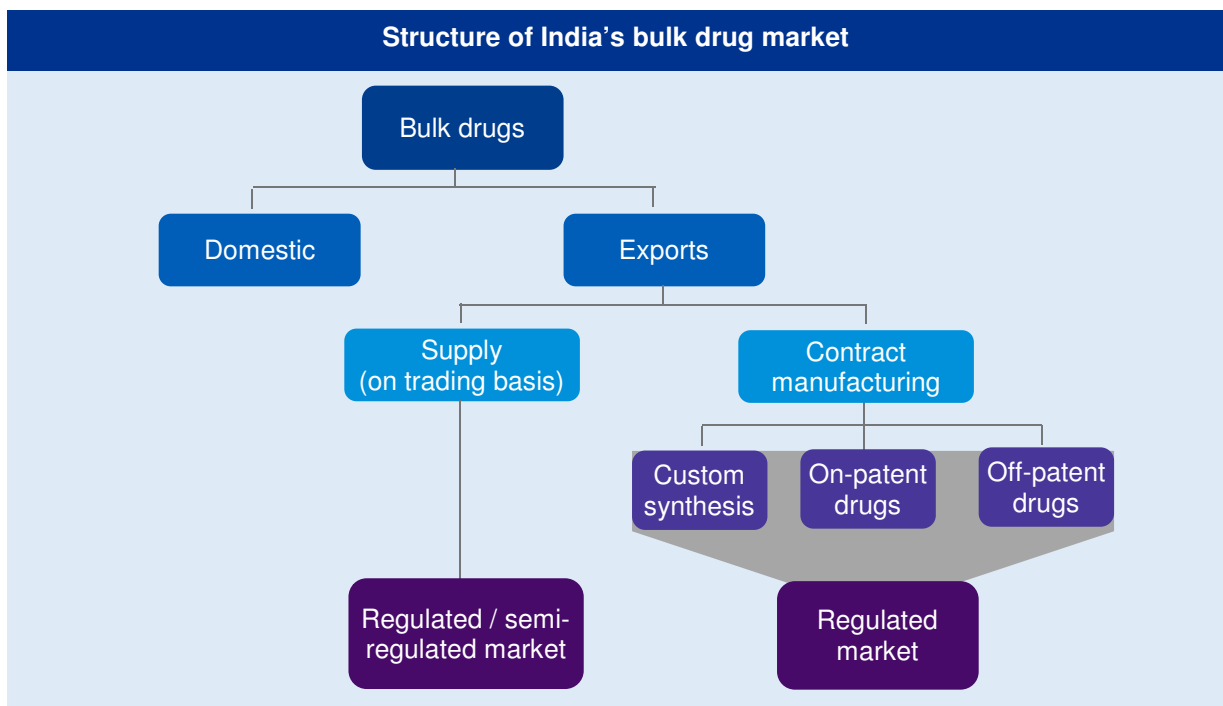 Structure of India’s bulk drug market
Bulk drugs
Domestic
Exports
Supply
(on trading basis)
Contract
manufacturing
Custom
synthesis
On-patent
drugs
Off-patent
drugs
Regulated / semi-
regulated market
Regulated
market